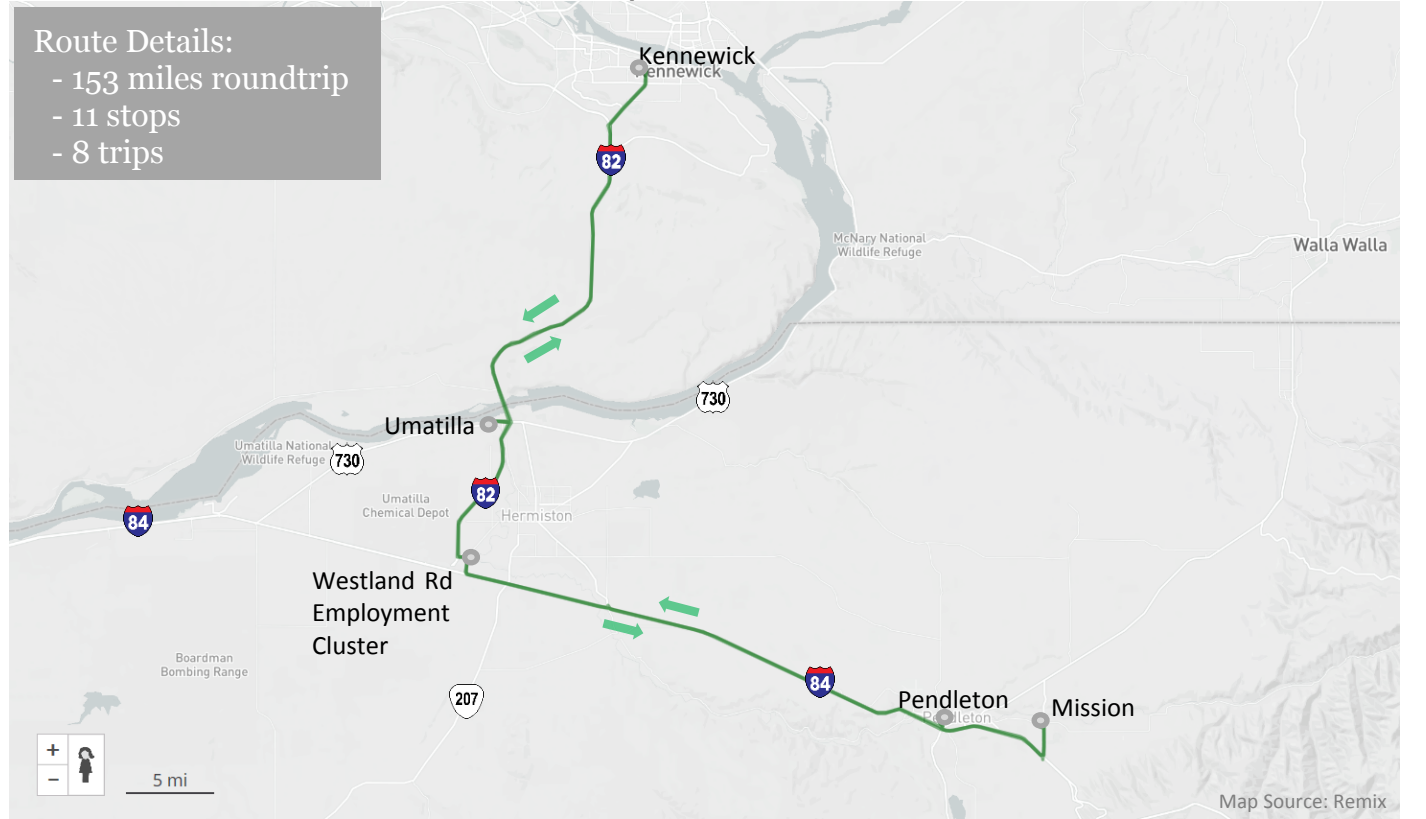 Route Details:
- 153 miles roundtrip
- 11 stops
- 8 trips
Kennewick
Kennewick
82
McNary National
Wildlife Refuge
Walla Walla
730
Umatilla
Umatilla National
Wildlife Refuge
730
82
Umatilla
Chemical Depot
Hermiston
84
Westland Rd
Employment
Cluster
Boardman
Bombing Range
207
84
Pendleton
Pendleton
Mission
+
-
5 mi
Map Source: Remix